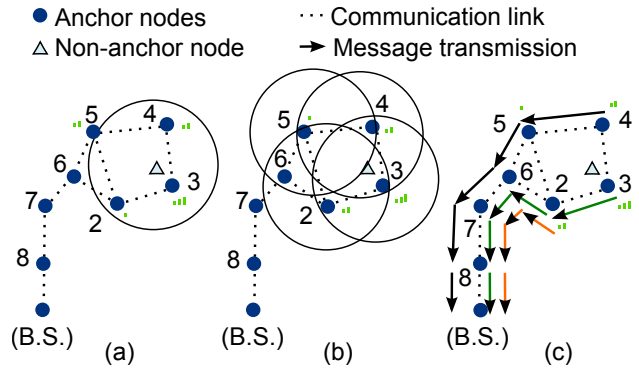 Anchor nodes
Communication link
Non-anchor node
Message transmission
5 4
6
3
7 2
8
(B.S.)
(a)
5 4
6
3
7 2
8
(B.S.)
(b)
5 4
6
3
2
7
8
(B.S.)
(c)